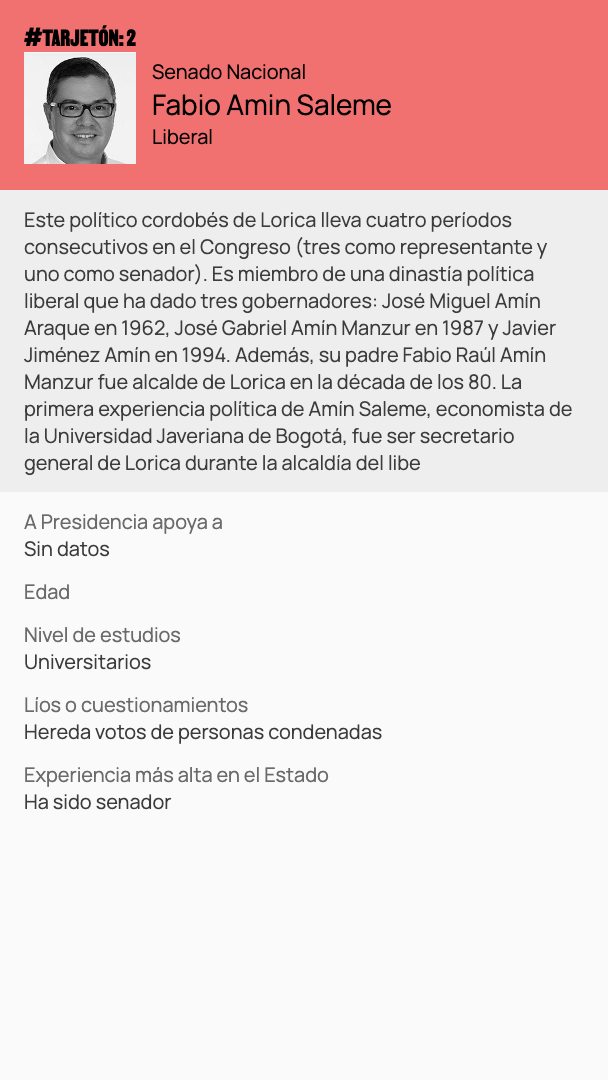 #TARJETÓN: 2
Senado Nacional
Fabio Amin Saleme
Liberal
Este político cordobés de Lorica lleva cuatro períodos
consecutivos en el Congreso (tres como representante y
uno como senador). Es miembro de una dinastía política
liberal que ha dado tres gobernadores: José Miguel Amín
Araque en 1962, José Gabriel Amín Manzur en 1987 y Javier
Jiménez Amín en 1994. Además, su padre Fabio Raúl Amín
Manzur fue alcalde de Lorica en la década de los 80. La
primera experiencia política de Amín Saleme, economista de
la Universidad Javeriana de Bogotá, fue ser secretario
general de Lorica durante la alcaldía del libe
A Presidencia apoya a
Sin datos
Edad
Nivel de estudios
Universitarios
Líos o cuestionamientos
Hereda votos de personas condenadas
Experiencia más alta en el Estado
Ha sido senador